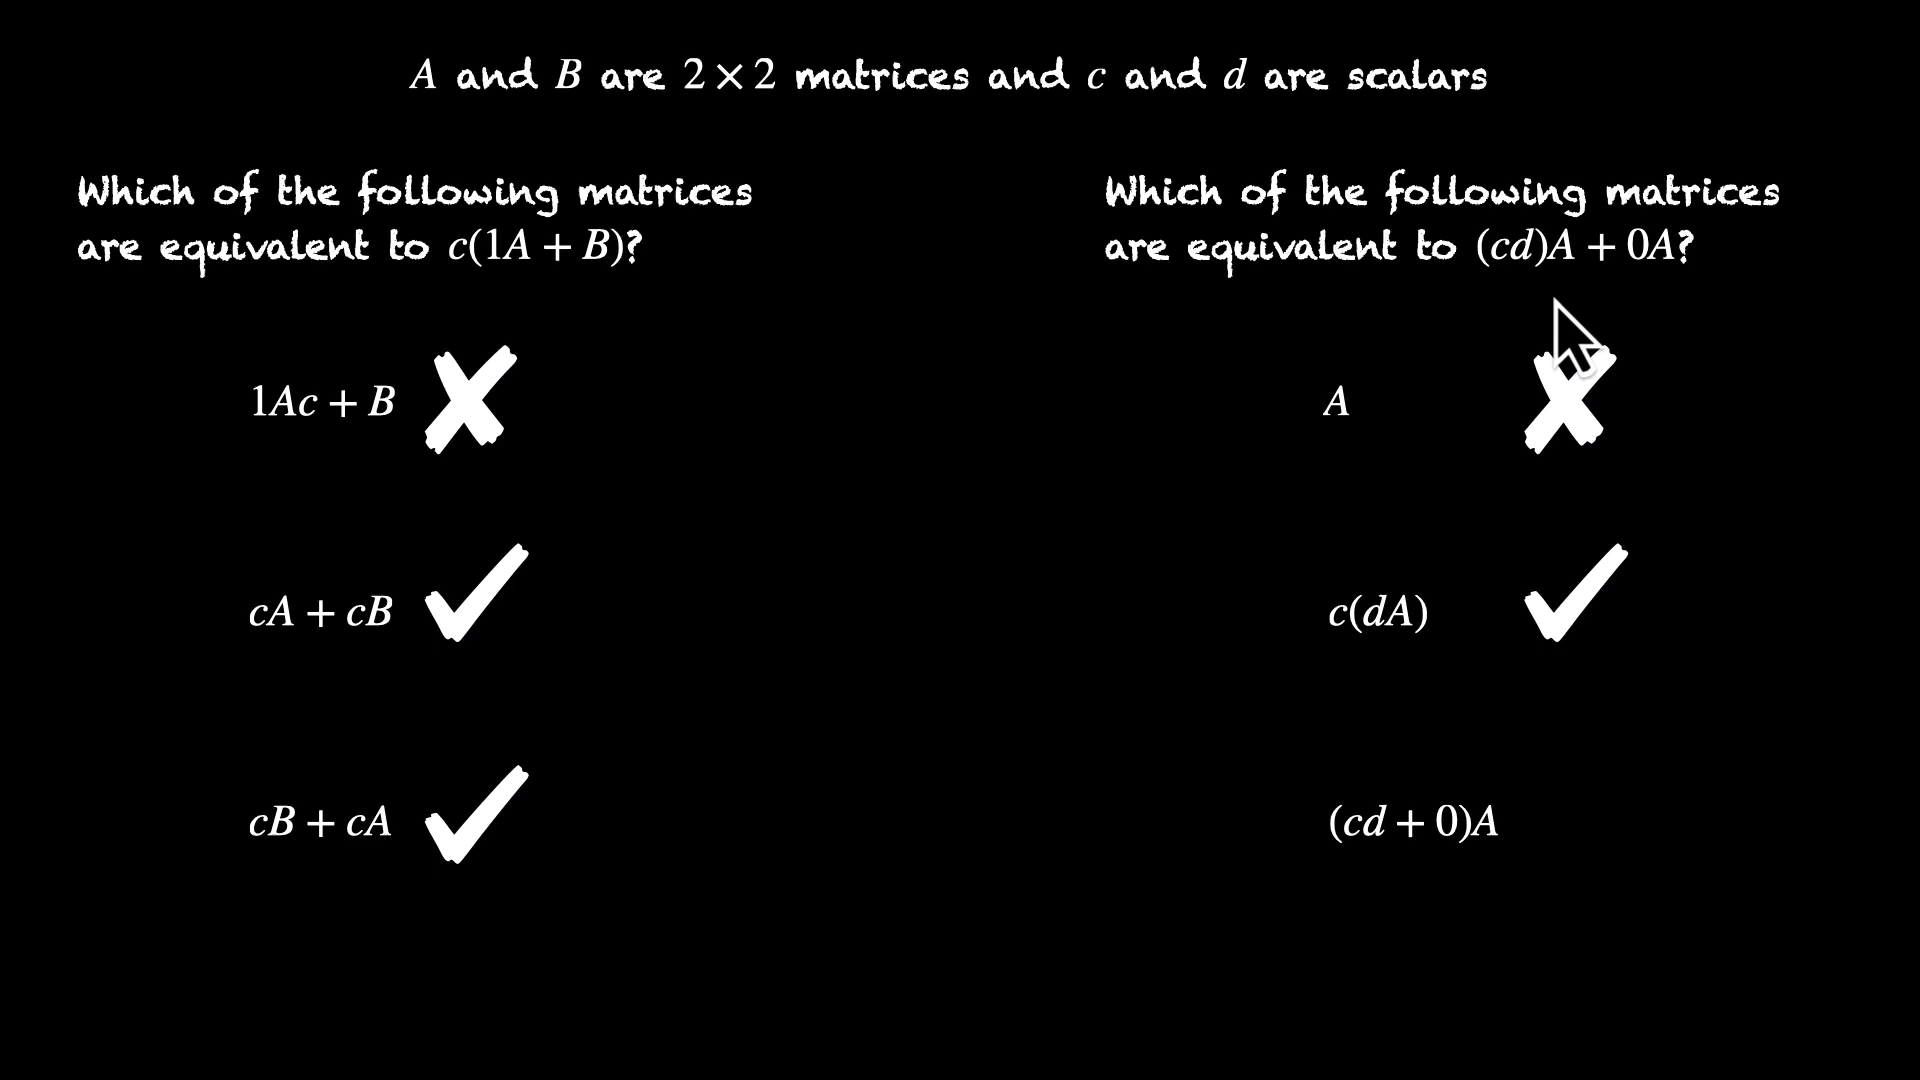 A and B are 2 × 2 matrices and c and d are scalars
Which of the following matrices
are equivalent to c(1A + B)?
1Ac + B
cA + cB
cB + cA
Which of the following matrices
are equivalent to (cd)A + 0A?
A
c(dA)
(cd + 0)A